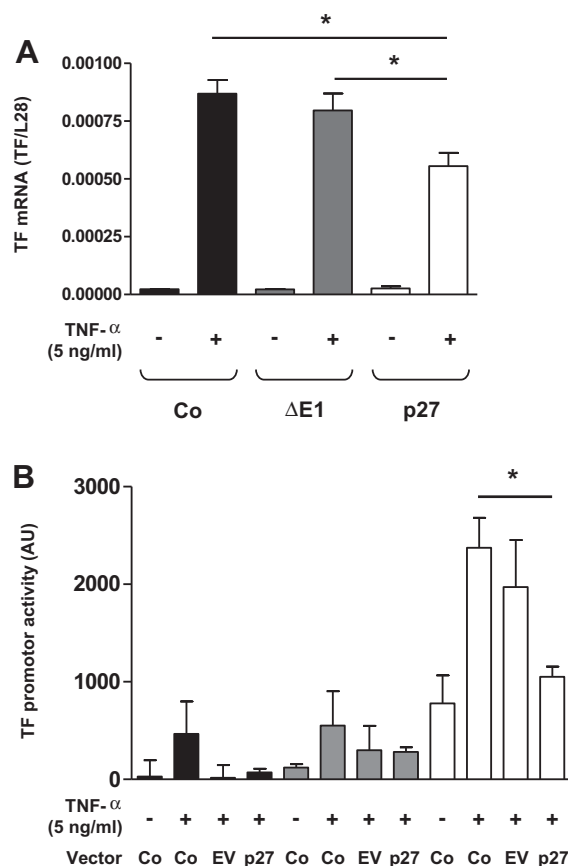 A
*
*
TF mRNA (TF/L28)
0.00100
0.00075
0.00050
0.00025
0.00000
TNF-α
(5 ng/ml)
- + - + - +
Co ΔE1 p27
B
*
TF promotor activity (AU)
3000
2000
1000
0
TNF-α
(5 ng/ml)
- + + + - + + + - + + +
Vector Co Co EV p27 Co Co EV p27 Co Co EV p27